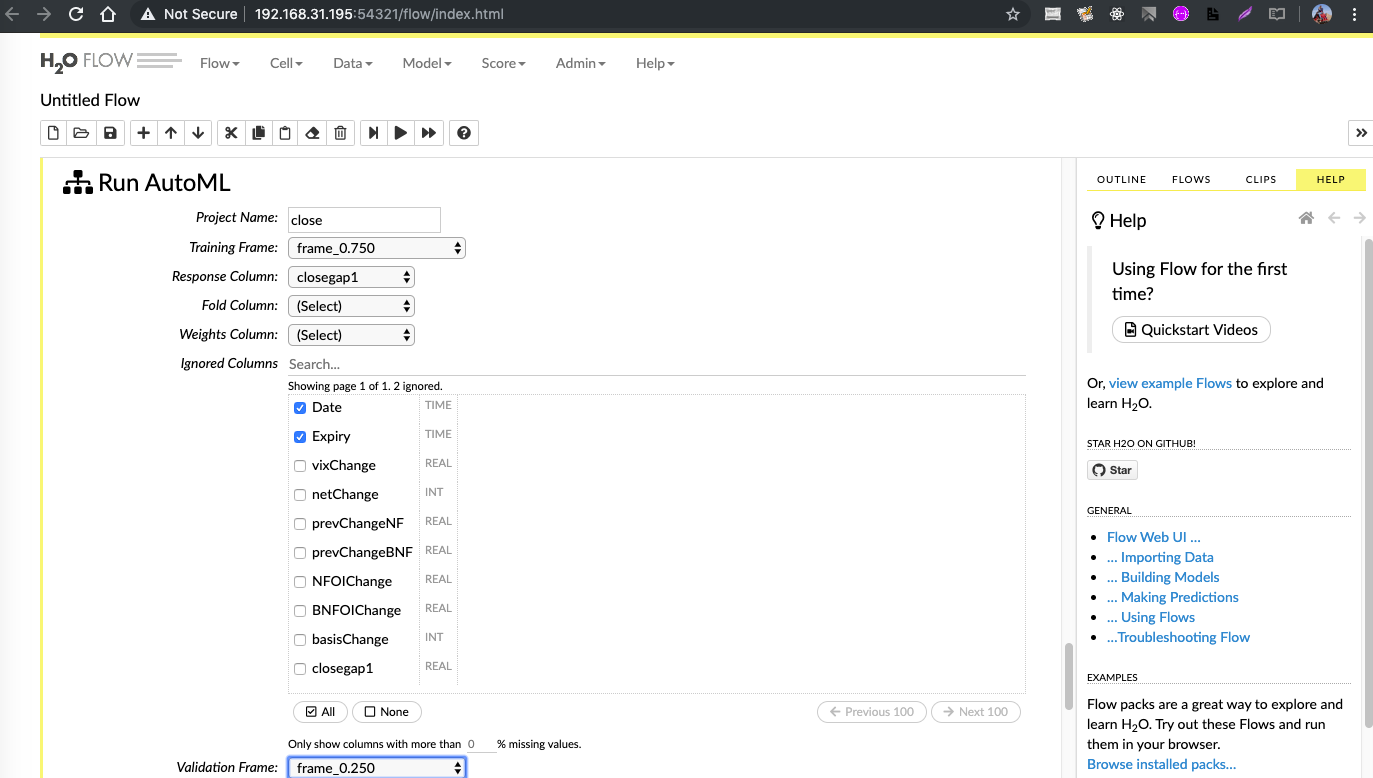 Not Secure 192.168.31.195:54321/flow/index.html
H2O FLOW Flow Cell Data Model Score Admin Help
Untitled Flow
OUTLINE FLOWS CLIPS HELP
Run AutoML
Project Name: close
Training Frame: frame_0.750
Response Column: closegap1
Fold Column: (Select)
Weights Column: (Select)
Ignored Columns Search...
Showing page 1 of 1. 2 ignored.
Date TIME
Expiry TIME
vixChange REAL
netChange INT
prevChangeNF REAL
prevChangeBNF REAL
NFOIChange REAL
BNFOIChange REAL
basisChange INT
closegap1 REAL
All None Previous 100 Next 100
Only show columns with more than 0 % missing values.
Validation Frame: frame_0.250
Help
Using Flow for the first
time?
Quickstart Videos
Or, view example Flows to explore and
learn H2O.
STAR H2O ON GITHUB!
Star
GENERAL
Flow Web UI ...
... Importing Data
... Building Models
... Making Predictions
... Using Flows
...Troubleshooting Flow
EXAMPLES
Flow packs are a great way to explore and
learn H2O. Try out these Flows and run
them in your browser.
Browse installed packs...